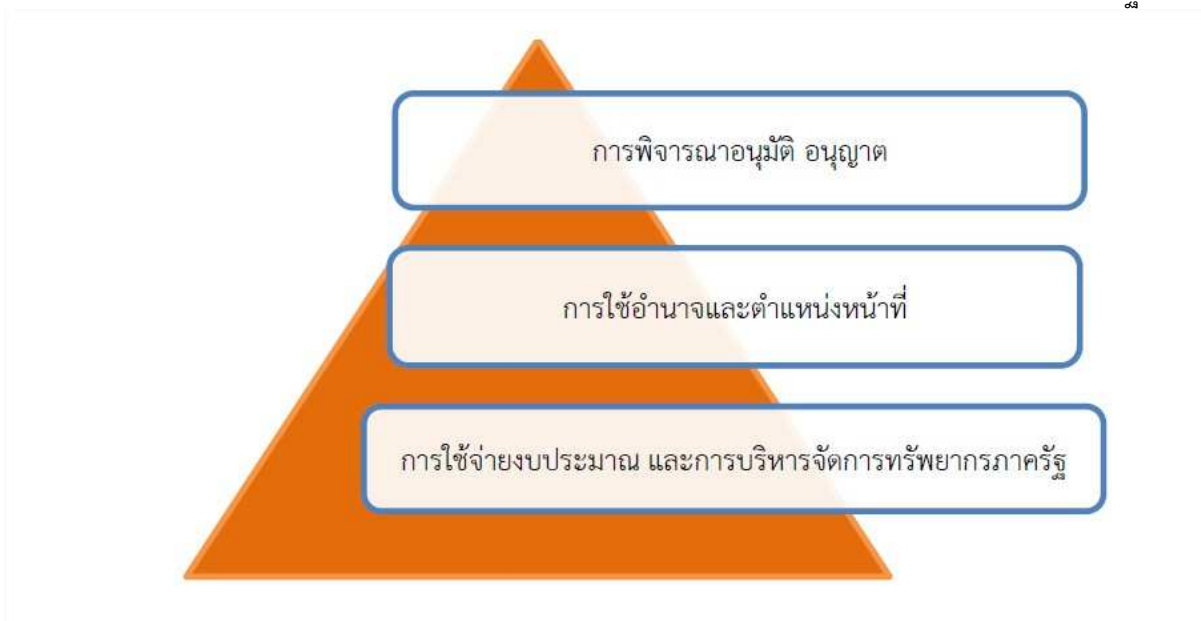 การพิจารณาอนุมัติ อนุญาต
การใช้อำนาจและตำแหน่งหน้าที่
การใช้จ่ายงบประมาณ และการบริหารจัดการทรัพยากรภาครัฐ